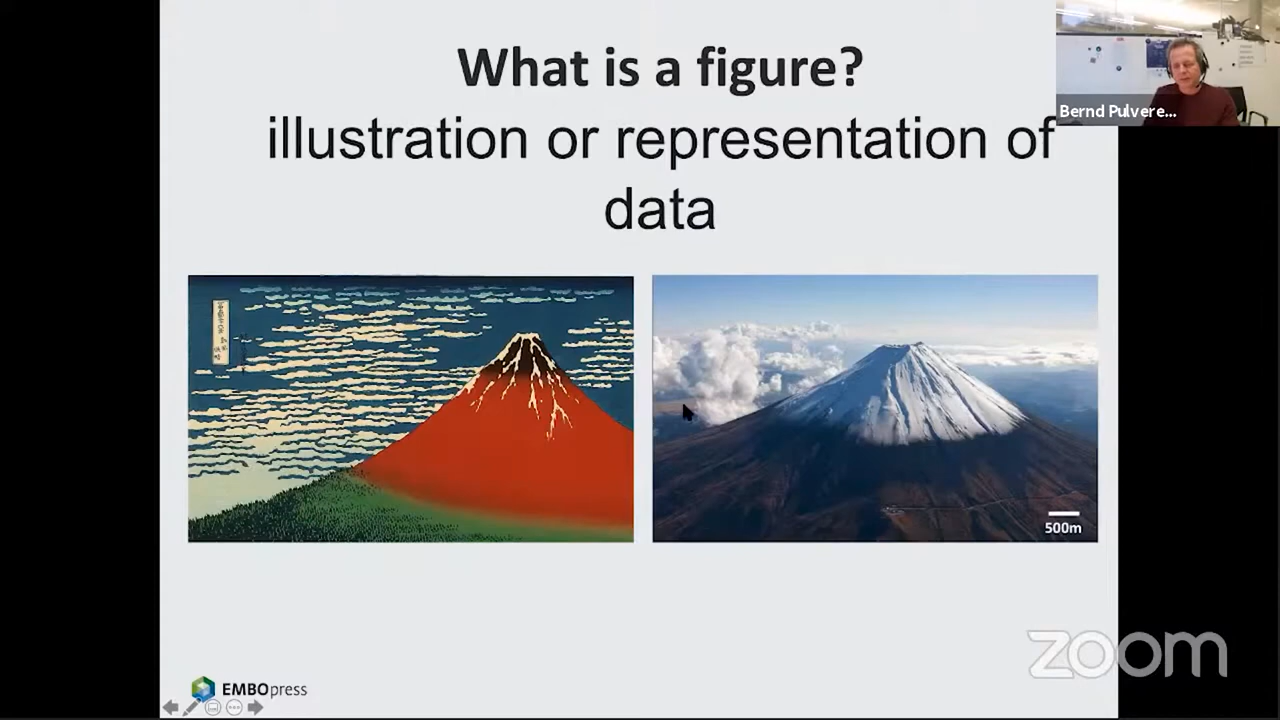 What is a figure?
illustration or representation of
data
Bernd Pulvere...
500m
EMBOpress
zoom